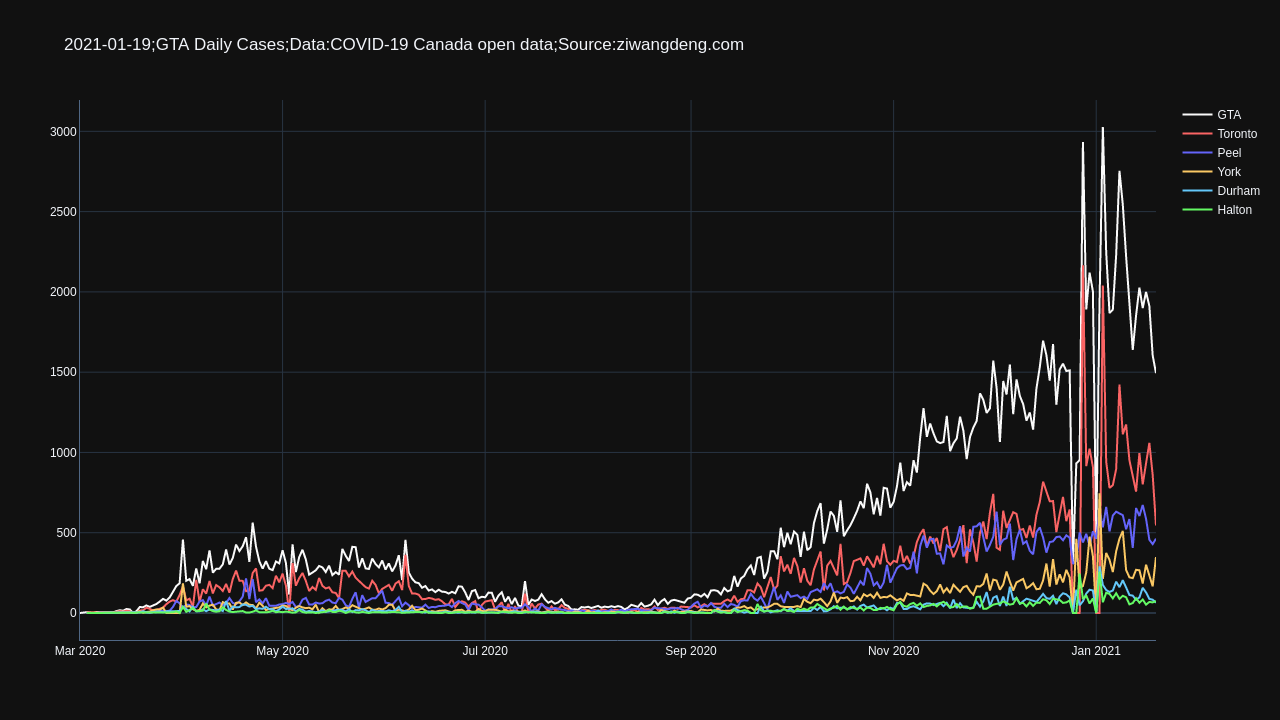 2021-01-19;GTA Daily Cases;Data:COVID-19 Canada open data;Source:ziwangdeng.com
GTA
Toronto
Peel
York
Durham
Halton
3000
2500
2000
1500
1000
500
0
Mar 2020 May 2020 Jul 2020 Sep 2020 Nov 2020 Jan 2021